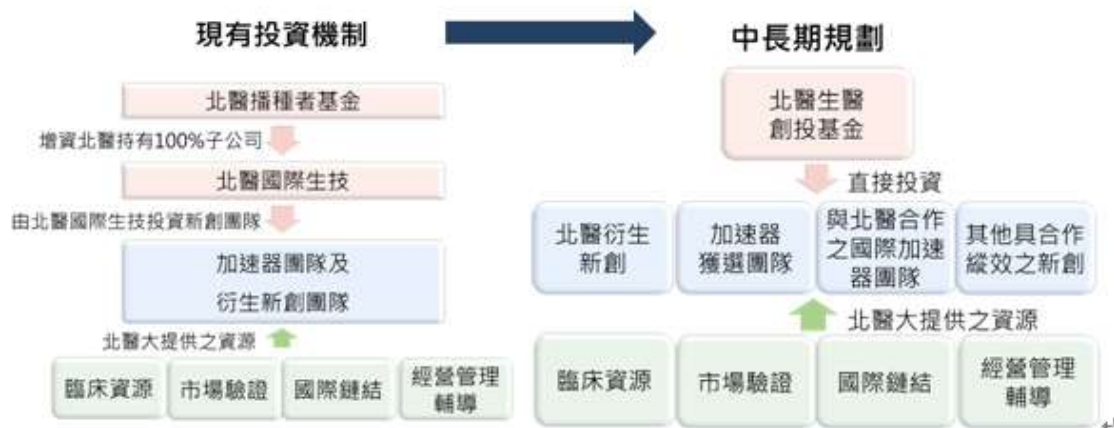 現有投資機制
北醫播種者基金
增資北醫持有100%子公司
北醫國際生技
由北醫國際生技投資新創團隊
加速器團隊及
衍生新創團隊
北醫大提供之資源
臨床資源
市場驗證
國際鏈結
經營管理
輔導
中長期規劃
北醫生醫
創投基金
直接投資
北醫衍生
新創
加速器
獲選團隊
與北醫合作
之國際加速
器團隊
其他具合作
縱效之新創
北醫大提供之資源
臨床資源
市場驗證
國際鏈結
經營管理
輔導